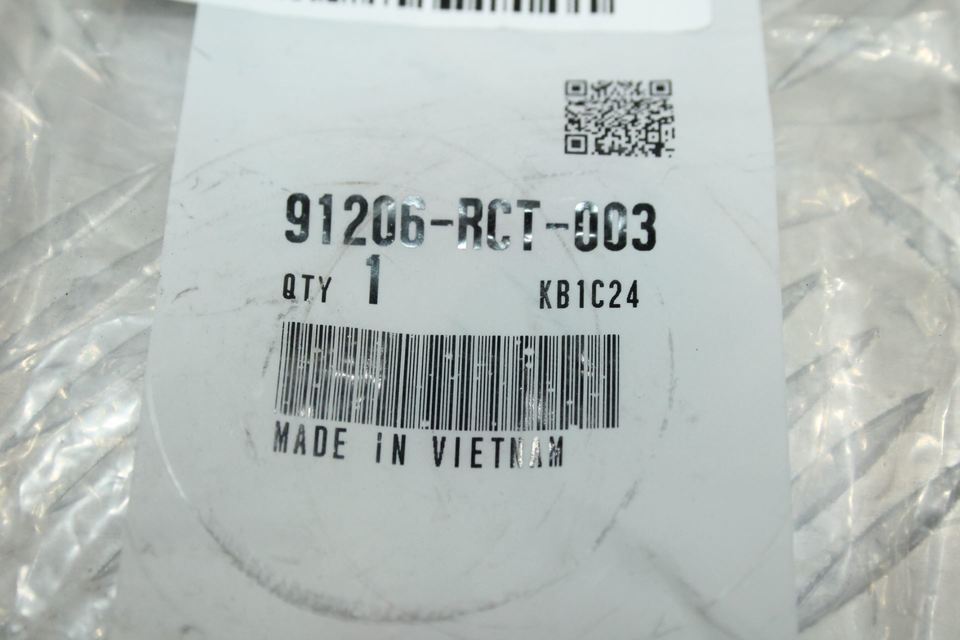 91206-RCT-003
QTY 1 KB1C24
MADE IN VIETNAM